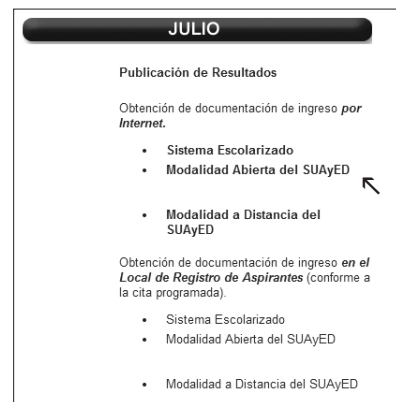 JULIO
Publicación de Resultados
Obtención de documentación de ingreso por
Internet.
• Sistema Escolarizado
• Modalidad Abierta del SUAyED
• Modalidad a Distancia del
SUAyED
Obtención de documentación de ingreso en el
Local de Registro de Aspirantes (conforme a
la cita programada).
• Sistema Escolarizado
• Modalidad Abierta del SUAyED
• Modalidad a Distancia del SUAyED